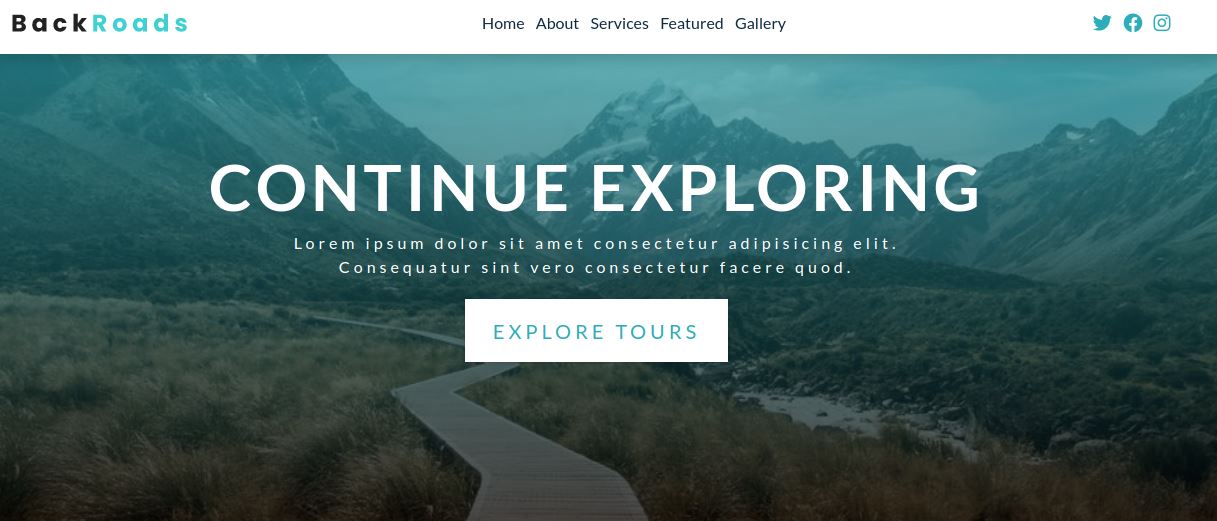 BackRoads
Home About Services Featured Gallery
CONTINUE EXPLORING
Lorem ipsum dolor sit amet consectetur adipisicing elit.
Consequatur sint vero consectetur facere quod.
EXPLORE TOURS